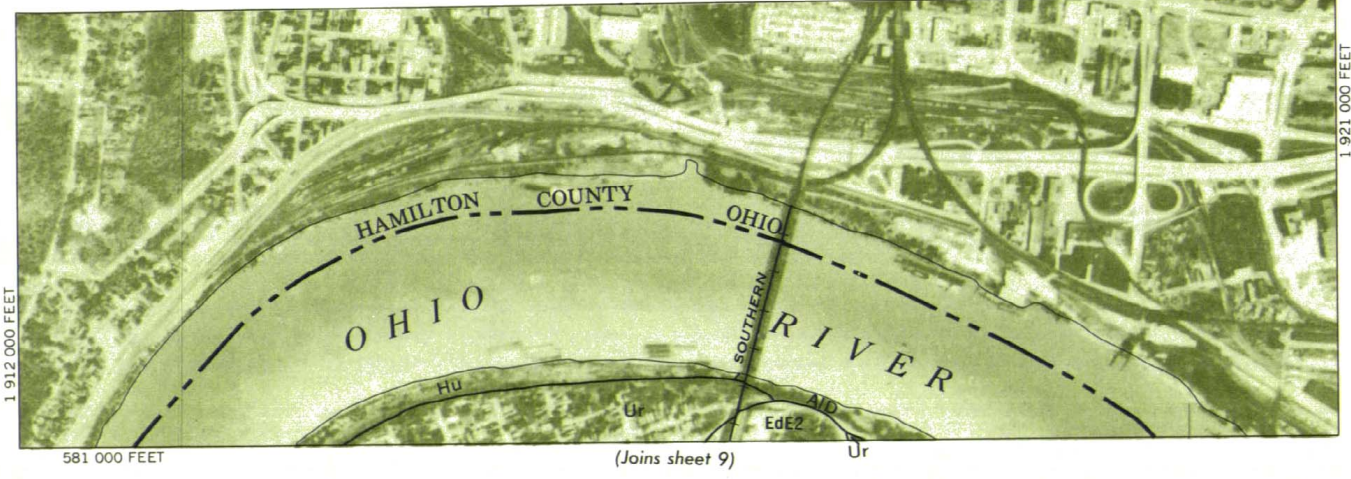 1 921 000 FEET
HAMILTON COUNTY OHIO
OHIO RIVER
SOUTHERN
1 912 000 FEET
Hu
Ur
AlD
EdE2
Ur
581 000 FEET
(Joins sheet 9)